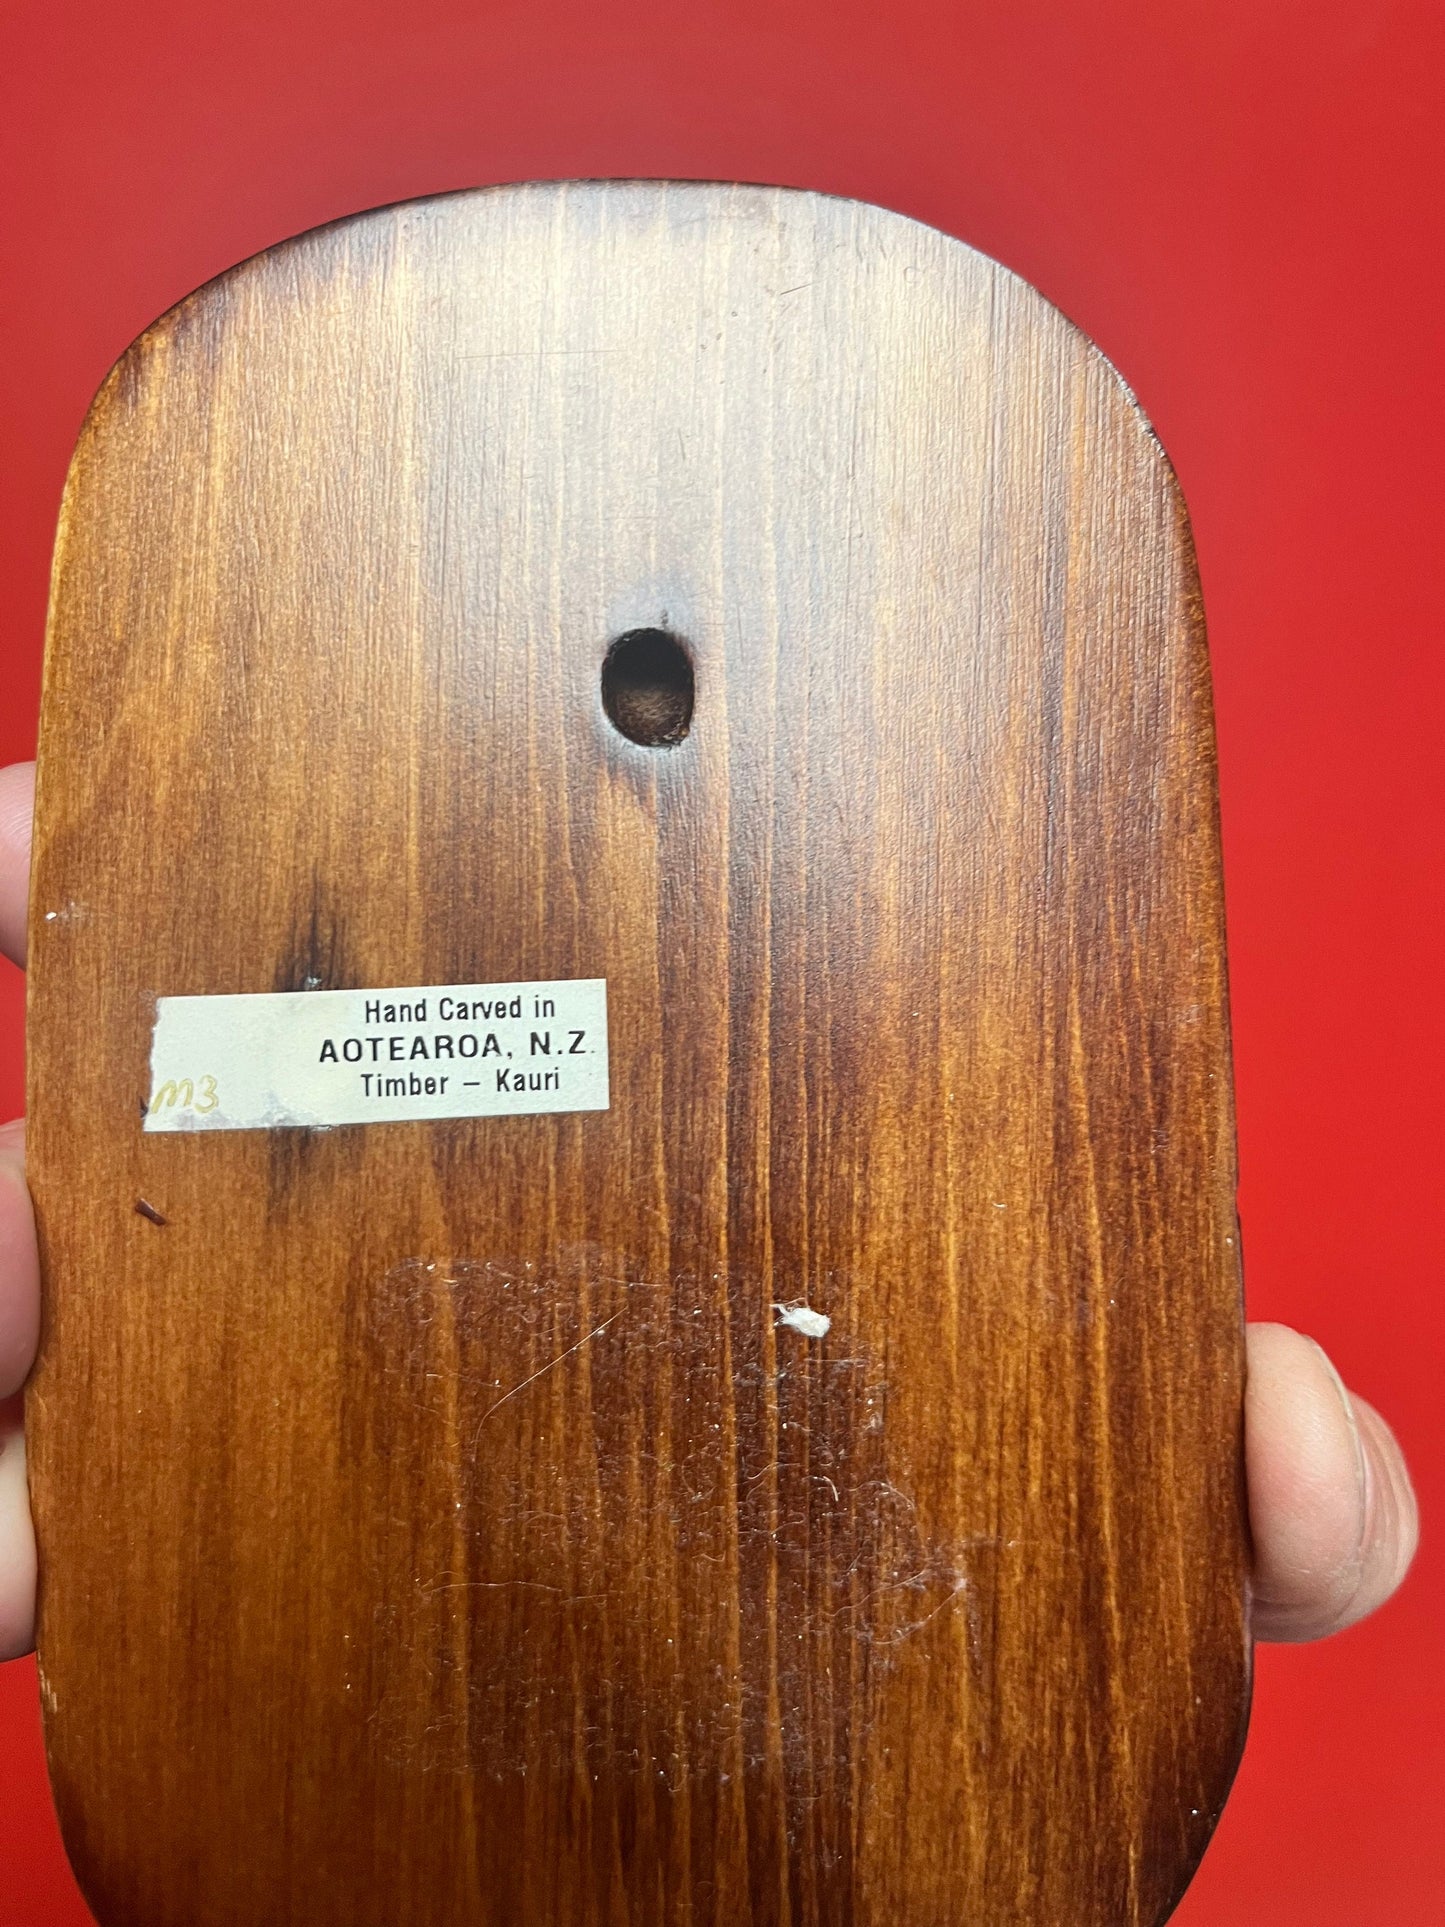 Hand Carved in
AOTEAROA, N.Z.
Timber – Kauri
M3